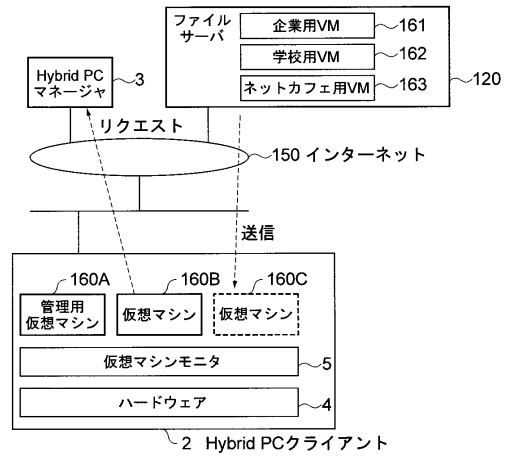 ファイル
サーバ
企業用VM
161
学校用VM
162
ネットカフェ用VM
163
120
Hybrid PC
マネージャ
3
リクエスト
150 インターネット
送信
160A
160B
160C
管理用
仮想マシン
仮想マシン
仮想マシン
仮想マシンモニタ
5
ハードウェア
4
2 Hybrid PCクライアント